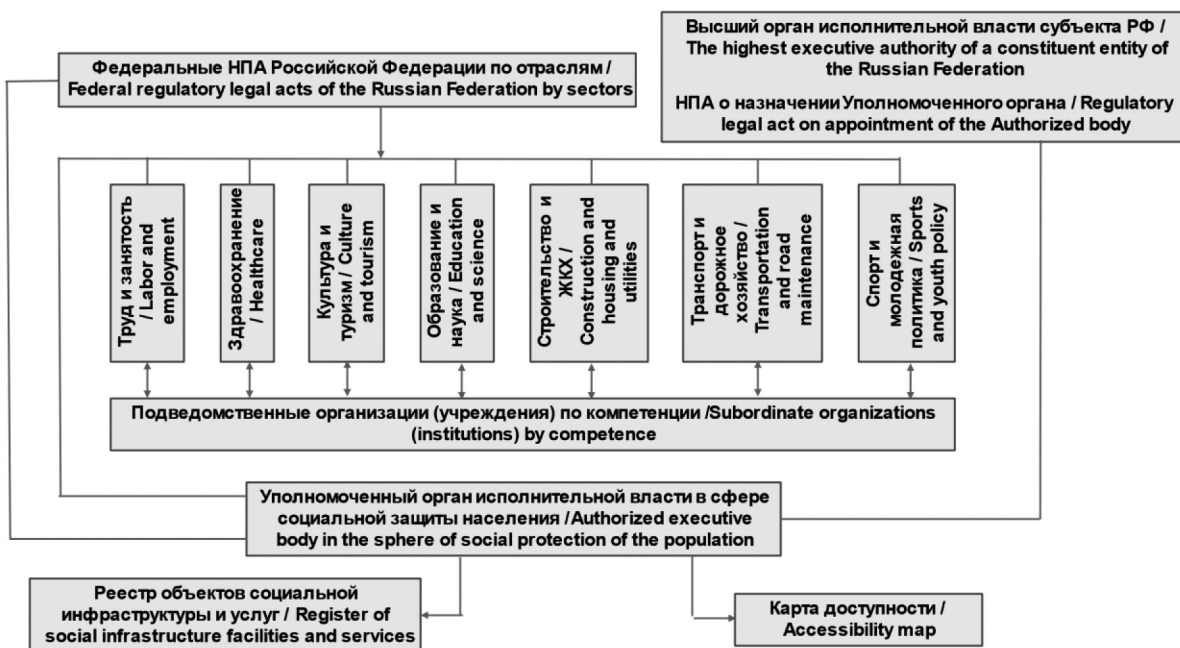 Высший орган исполнительной власти субъекта РФ /
The highest executive authority of a constituent entity of
the Russian Federation
НПА о назначении Уполномоченного органа / Regulatory
legal act on appointment of the Authorized body
Федеральные НПА Российской Федерации по отраслям /
Federal regulatory legal acts of the Russian Federation by sectors
Труд и занятость
/ Labor and
employment
Здравоохранение
/ Healthcare
Культура и
туризм / Culture
and tourism
Образование и
наука / Education
and science
Строительство и
ЖКХ /
Construction and
housing and
utilities
Транспорт и
дорожное
хозяйство /
Transportation
and road
maintenance
Спорт и
молодежная
политика / Sports
and youth policy
Подведомственные организации (учреждения) по компетенции /Subordinate organizations
(institutions) by competence
Уполномоченный орган исполнительной власти в сфере
социальной защиты населения /Authorized executive
body in the sphere of social protection of the population
Реестр объектов социальной
инфраструктуры и услуг / Register of
social infrastructure facilities and services
Карта доступности /
Accessibility map